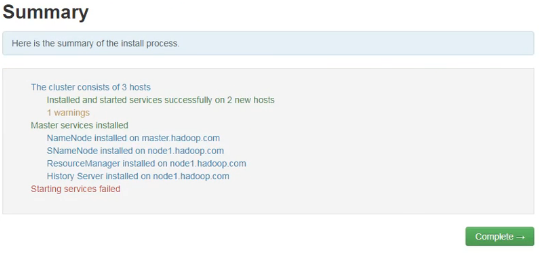 Summary
Here is the summary of the install process.
The cluster consists of 3 hosts
Installed and started services successfully on 2 new hosts
1 warnings
Master services installed
NameNode installed on master.hadoop.com
SNameNode installed on node1.hadoop.com
ResourceManager installed on node1.hadoop.com
History Server installed on node1.hadoop.com
Starting services failed
Complete →